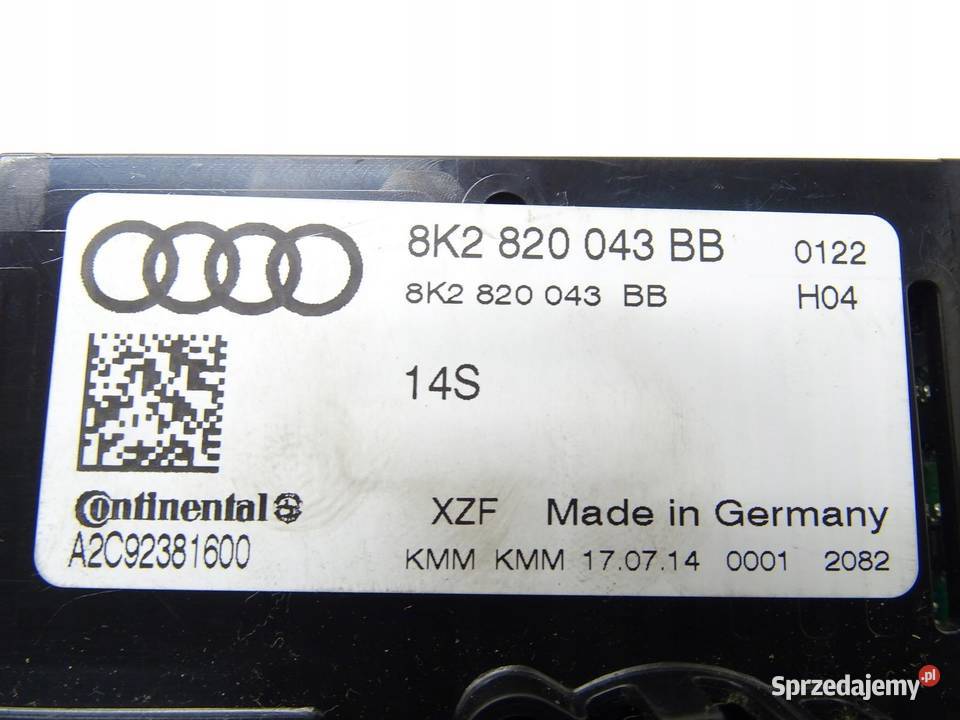 8K2 820 043 BB 0122
8K2 820 043 BB H04
14S
Continental XZF Made in Germany
A2C92381600 KMM KMM 17.07.14 0001 2082
Sprzedajemy.pl